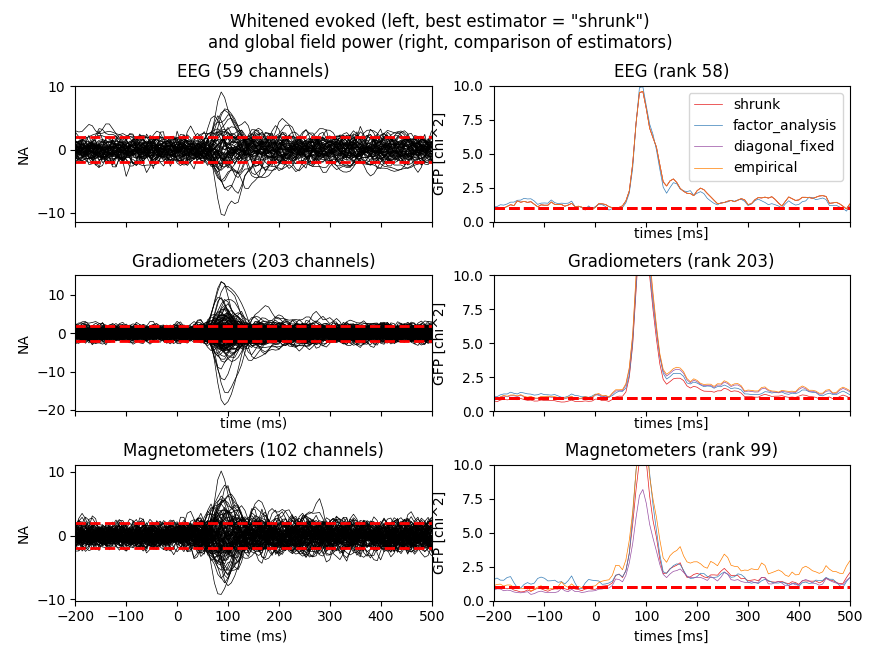 Whitened evoked (left, best estimator = "shrunk")
and global field power (right, comparison of estimators)
EEG (59 channels)
10
0
−10
NA
EEG (rank 58)
10.0
7.5
5.0
2.5
0.0
GFP [chi^2]
shrunk
factor_analysis
diagonal_fixed
empirical
times [ms]
Gradiometers (203 channels)
10
0
−10
−20
NA
time (ms)
Gradiometers (rank 203)
10.0
7.5
5.0
2.5
0.0
GFP [chi^2]
times [ms]
Magnetometers (102 channels)
10
0
−10
NA
−200 −100 0 100 200 300 400 500
time (ms)
Magnetometers (rank 99)
10.0
7.5
5.0
2.5
0.0
GFP [chi^2]
−200 −100 0 100 200 300 400 500
times [ms]